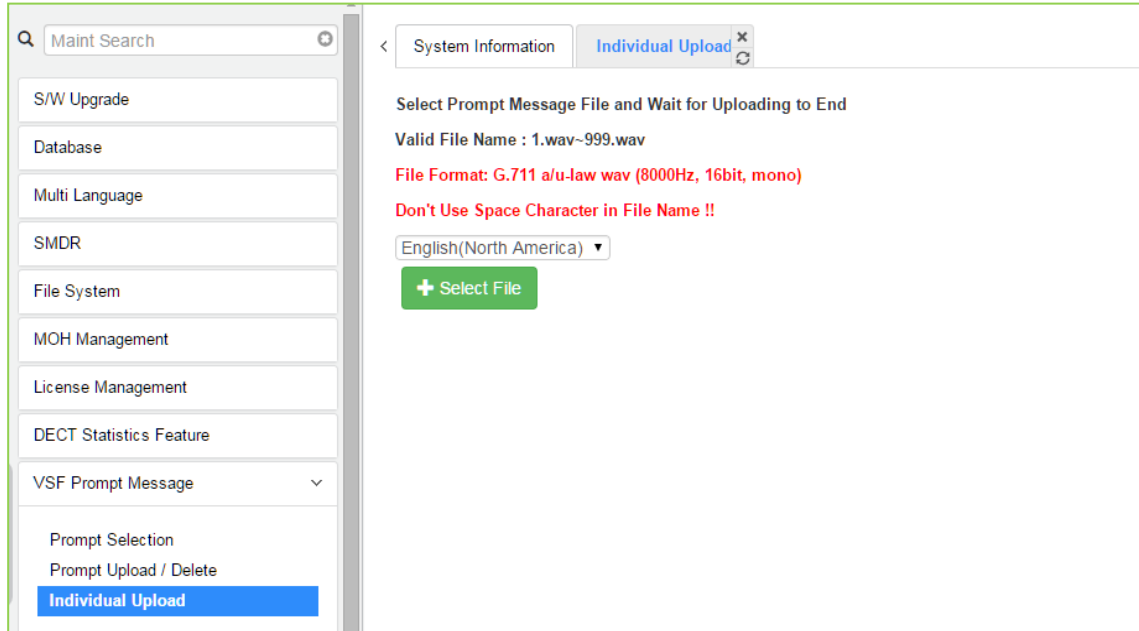 Maint Search
S/W Upgrade
Database
Multi Language
SMDR
File System
MOH Management
License Management
DECT Statistics Feature
VSF Prompt Message
Prompt Selection
Prompt Upload / Delete
Individual Upload
System Information
Individual Upload
Select Prompt Message File and Wait for Uploading to End
Valid File Name : 1.wav~999.wav
File Format: G.711 a/u-law wav (8000Hz, 16bit, mono)
Don't Use Space Character in File Name !!
English(North America)
Select File